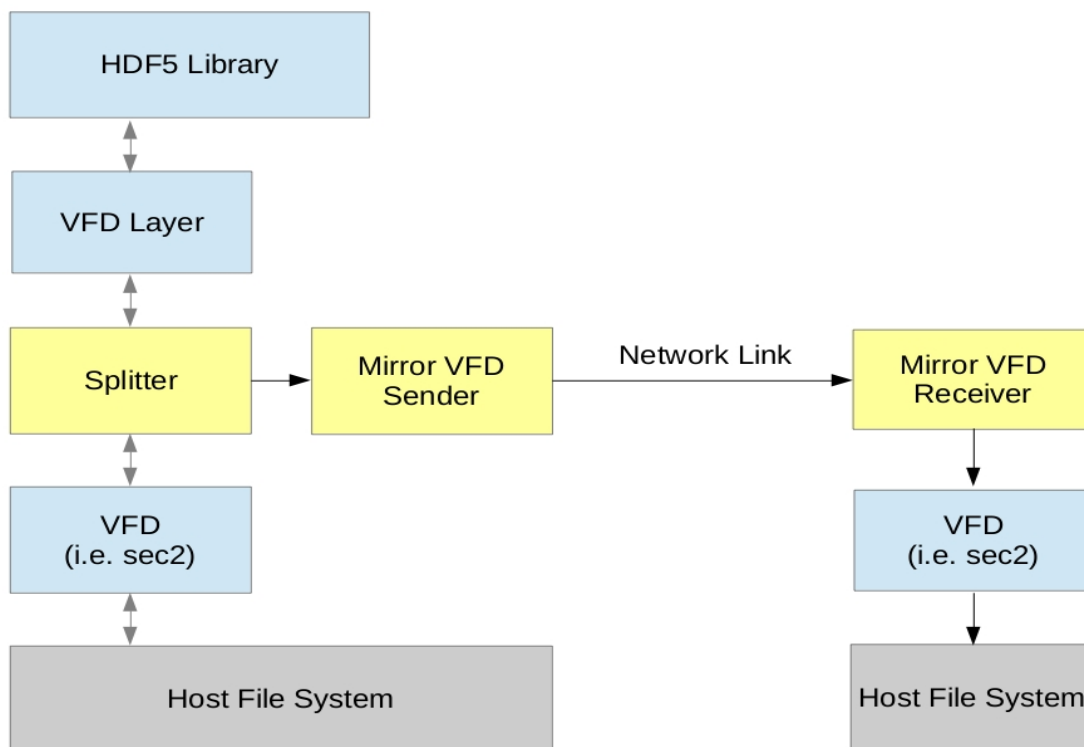 HDF5 Library
VFD Layer
Splitter
Mirror VFD
Sender
Network Link
Mirror VFD
Receiver
VFD
(i.e. sec2)
VFD
(i.e. sec2)
Host File System
Host File System